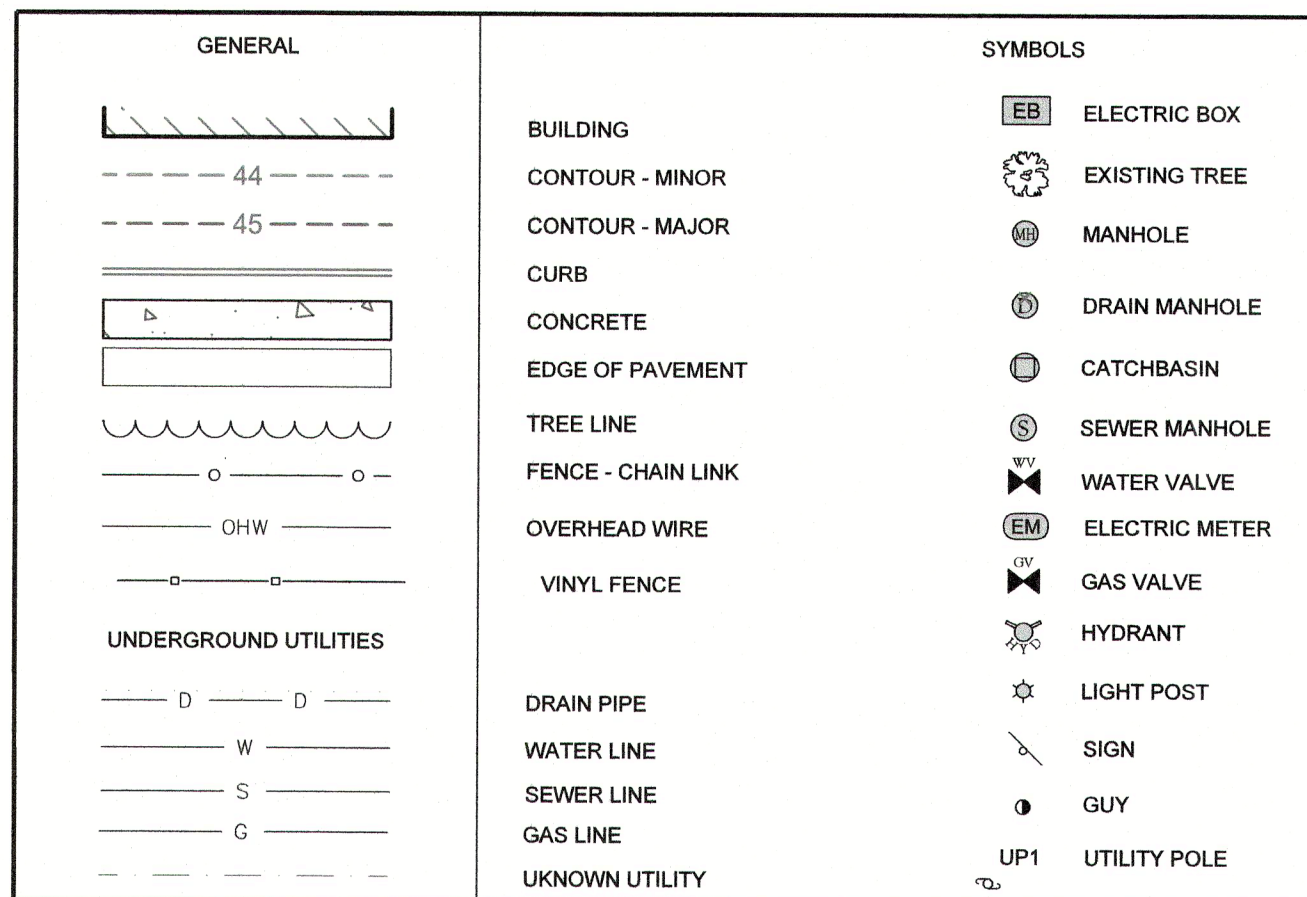 GENERAL
BUILDING
44 CONTOUR - MINOR
45 CONTOUR - MAJOR
CURB
CONCRETE
EDGE OF PAVEMENT
TREE LINE
FENCE - CHAIN LINK
OHW OVERHEAD WIRE
VINYL FENCE
UNDERGROUND UTILITIES
D D DRAIN PIPE
W WATER LINE
S SEWER LINE
G GAS LINE
UKNOWN UTILITY
SYMBOLS
EB ELECTRIC BOX
EXISTING TREE
MH MANHOLE
D DRAIN MANHOLE
CATCHBASIN
S SEWER MANHOLE
WV
WATER VALVE
EM ELECTRIC METER
GV
GAS VALVE
HYDRANT
HYD
LIGHT POST
SIGN
GUY
UP1 UTILITY POLE